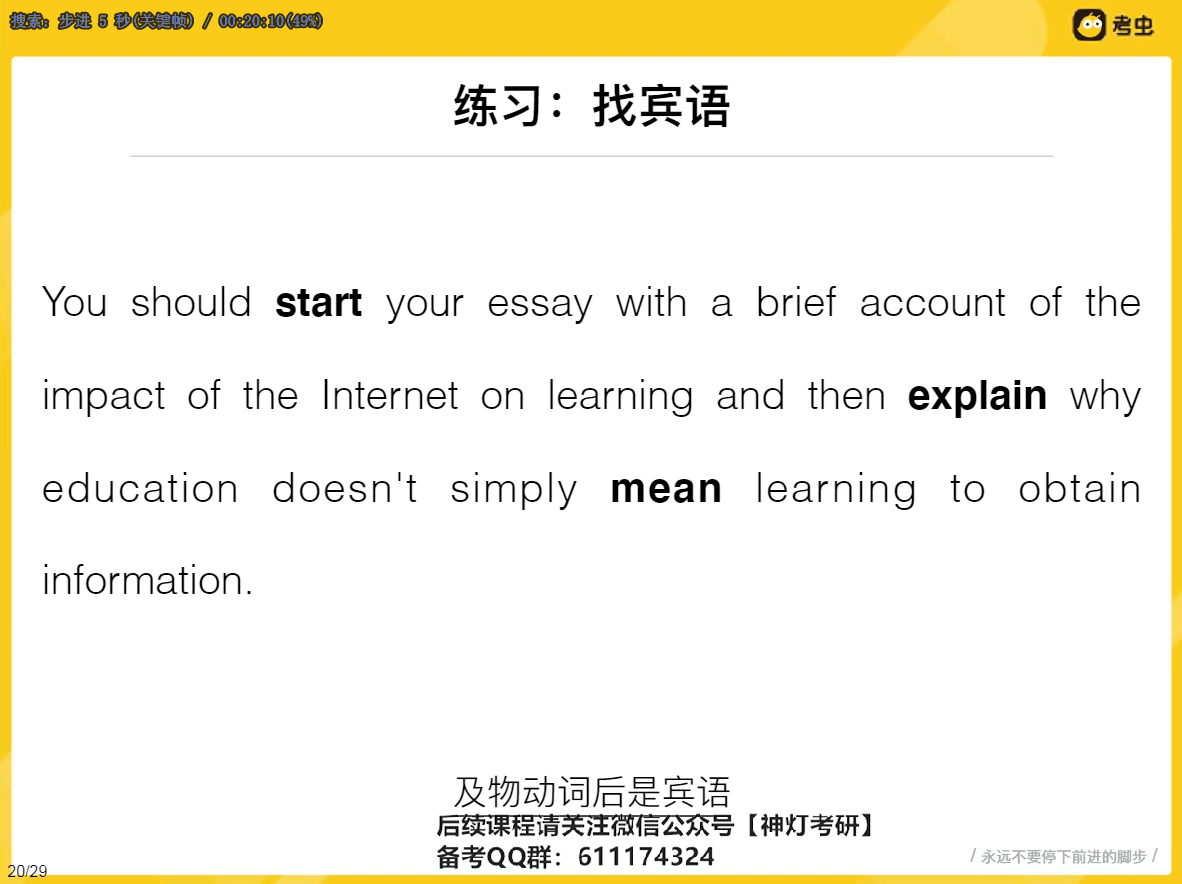 搜索: 步进 5 秒(关键帧) / 00:20:10(49%)
考虫
练习：找宾语
You should start your essay with a brief account of the
impact of the Internet on learning and then explain why
education doesn't simply mean learning to obtain
information.
及物动词后是宾语
后续课程请关注微信公众号【神灯考研】
备考QQ群：611174324
/ 永远不要停下前进的脚步 /
20/29